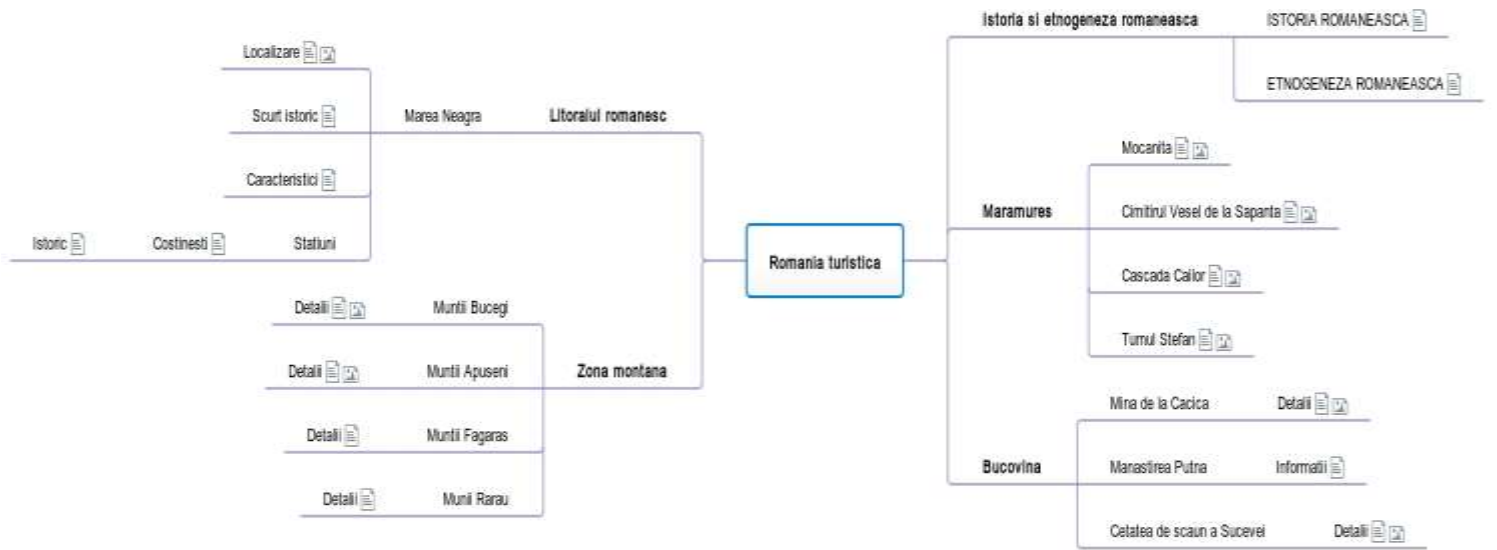 Romania turistica
Istoria si etnogeneza romaneasca
ISTORIA ROMANEASCA
ETNOGENEZA ROMANEASCA
Maramures
Mocanita
Cimitirul Vesel de la Sapanta
Cascada Cailor
Turnul Stefan
Bucovina
Mina de la Cacica
Detalii
Manastirea Putna
Informatii
Cetatea de scaun a Sucevei
Detalii
Litoralul romanesc
Marea Neagra
Localizare
Scurt istoric
Caracteristici
Statiuni
Costinesti
Istoric
Zona montana
Muntii Bucegi
Detalii
Muntii Apuseni
Detalii
Muntii Fagaras
Detalii
Munii Rarau
Detalii